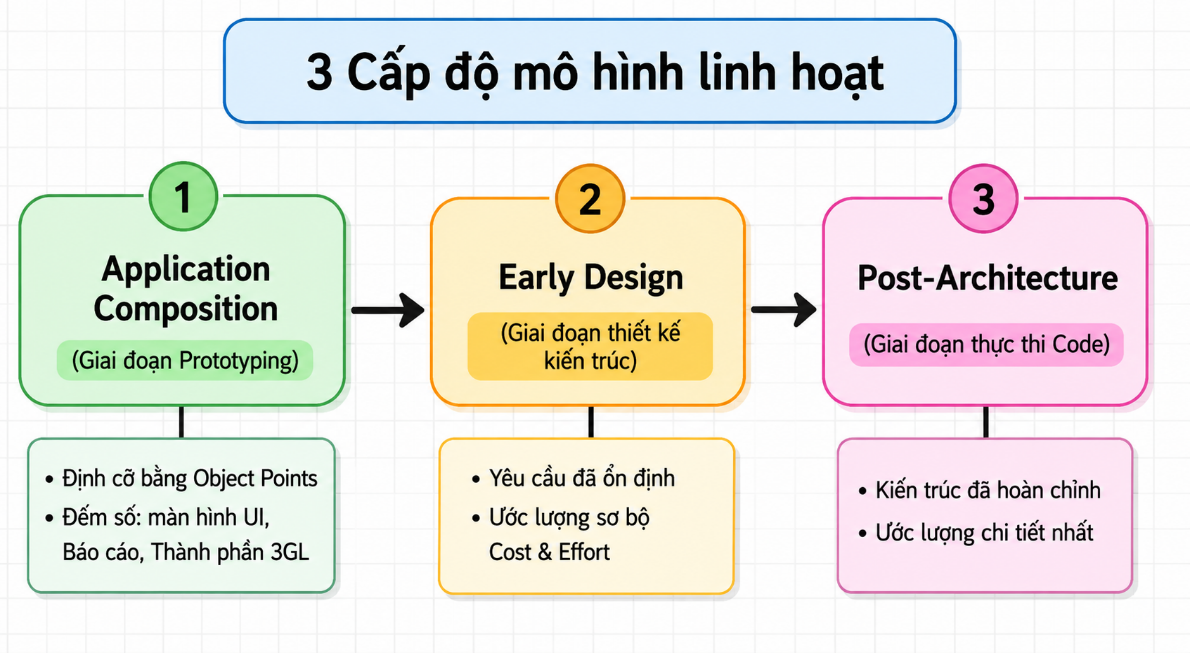 3 Cấp độ mô hình linh hoạt
1
Application
Composition
(Giai đoạn Prototyping)
• Định cỡ bằng Object Points
• Đếm số: màn hình UI,
Báo cáo, Thành phần 3GL
2
Early Design
(Giai đoạn thiết kế
kiến trúc)
• Yêu cầu đã ổn định
• Ước lượng sơ bộ
Cost & Effort
3
Post-Architecture
(Giai đoạn thực thi Code)
• Kiến trúc đã hoàn chỉnh
• Ước lượng chi tiết nhất